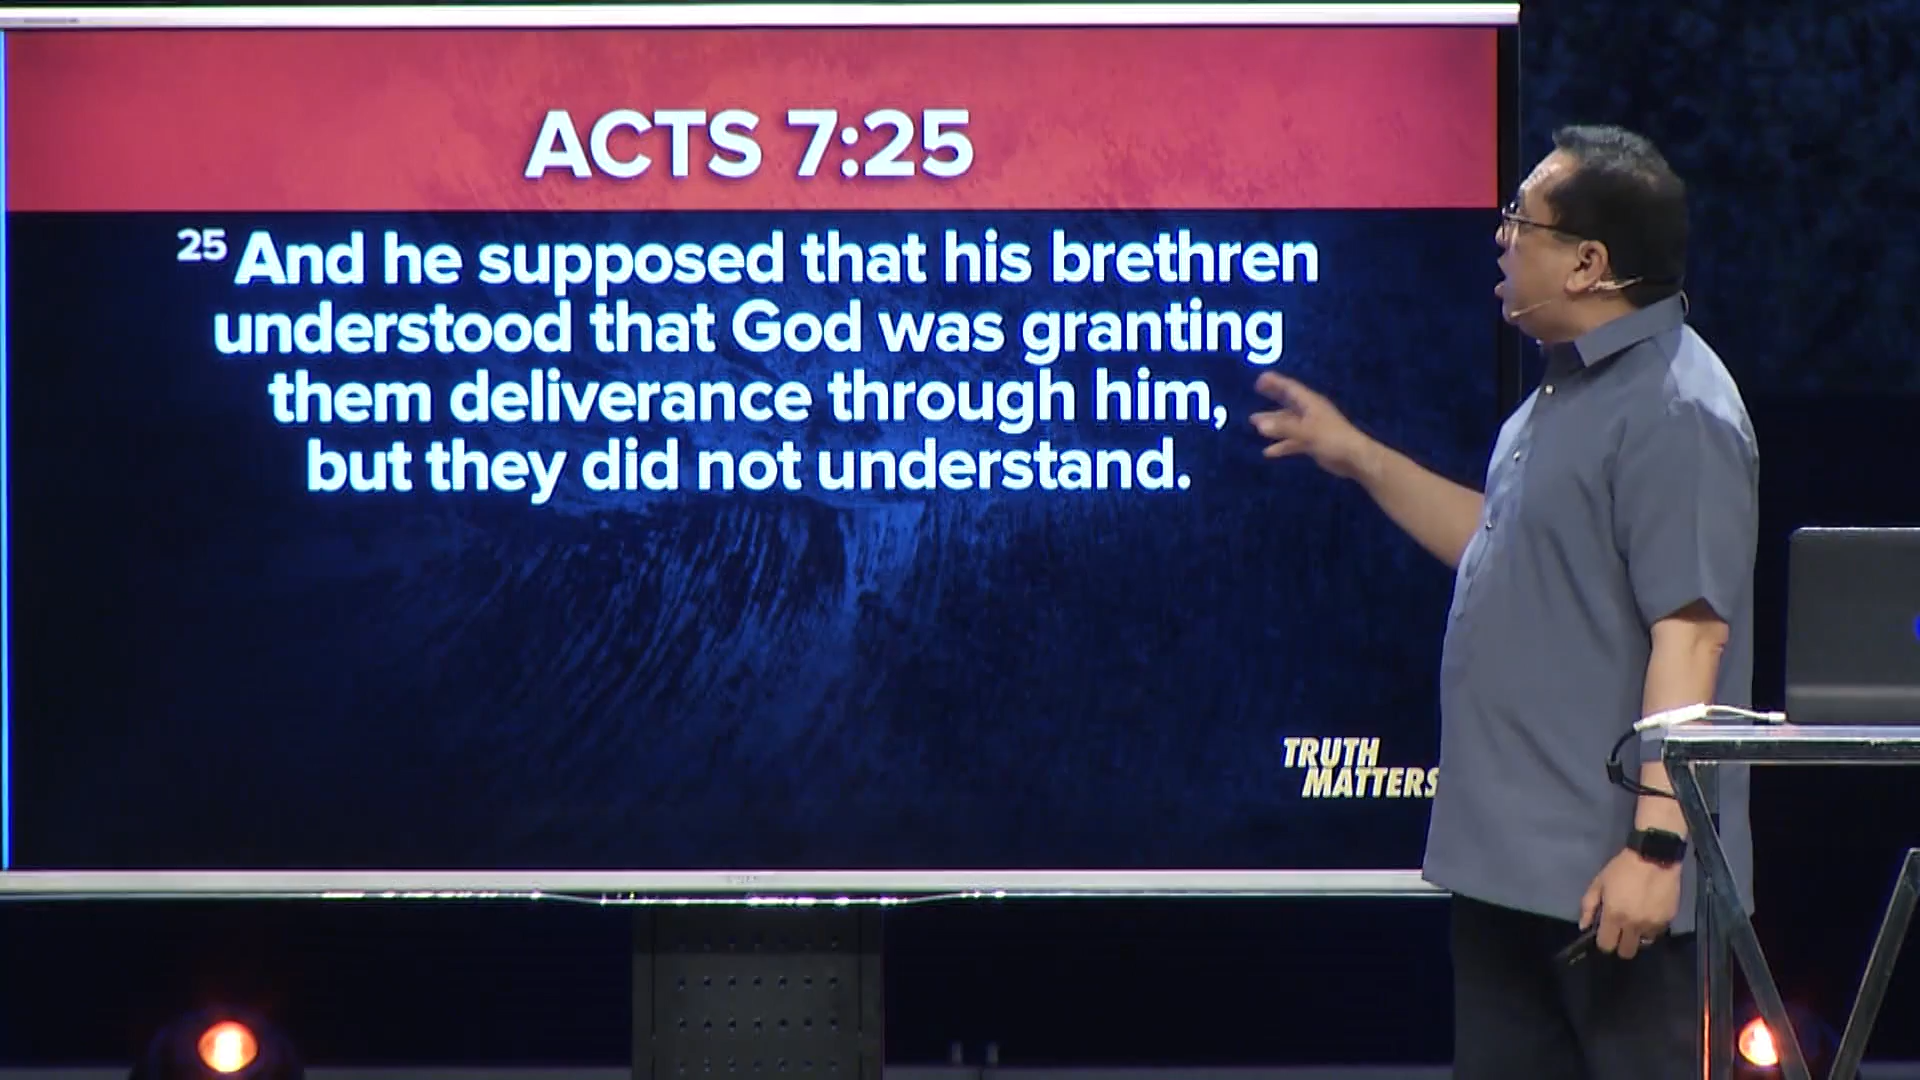 ACTS 7:25
25 And he supposed that his brethren
understood that God was granting
them deliverance through him,
but they did not understand.
TRUTH
MATTERS